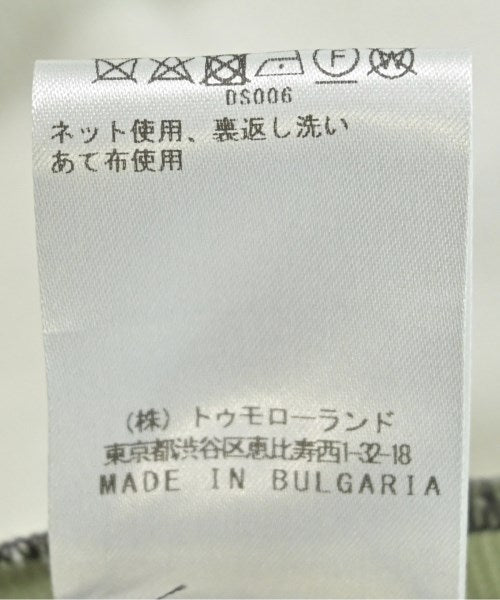 F W
DS006
ネット使用、裏返し洗い
あて布使用
(株)トゥモローランド
東京都渋谷区恵比寿西1-32-18
MADE IN BULGARIA